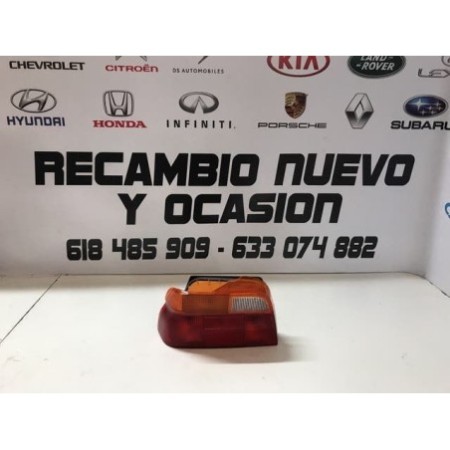 CHEVROLET
CITROËN
DS AUTOMOBILES
KIA
LAND
ROVER
HYUNDAI
HONDA
INFINITI
PORSCHE
RENAULT
SUBARU
RECAMBIO NUEVO
Y OCASION
618 485 909 - 633 074 882